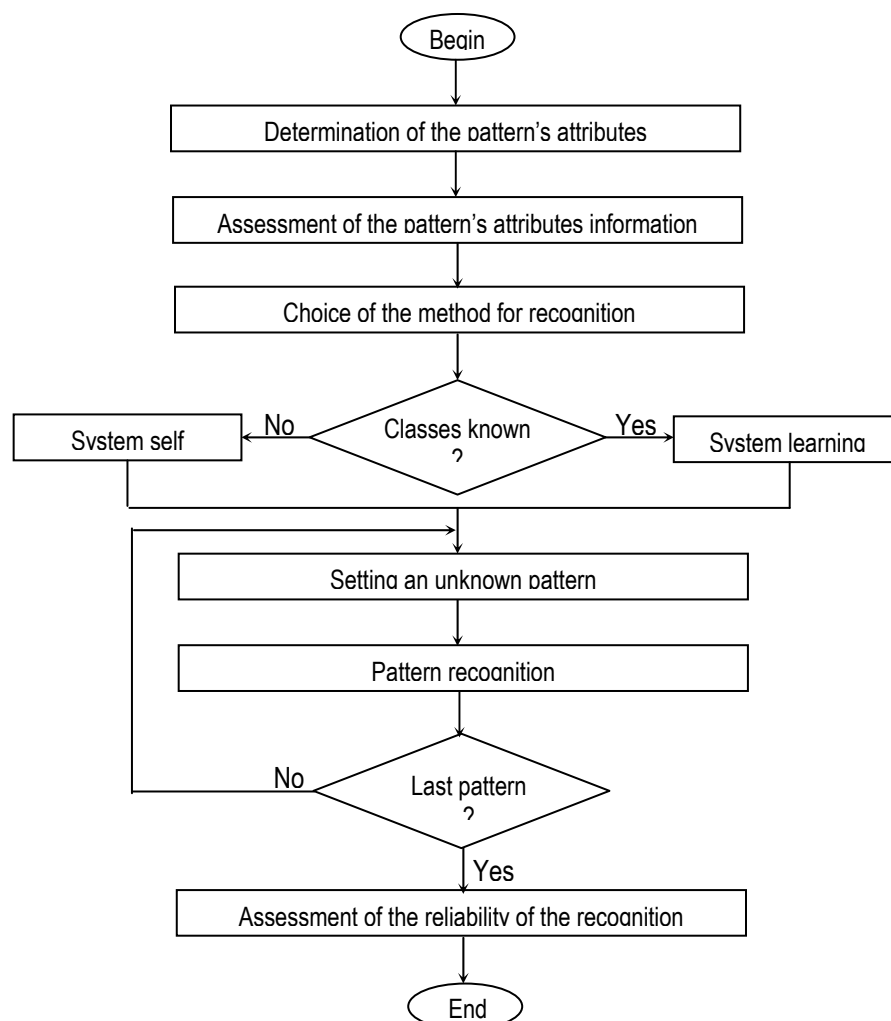 Begin
Determination of the pattern's attributes
Assessment of the pattern's attributes information
Choice of the method for recognition
No
Classes known
?
Yes
System self
System learning
Setting an unknown pattern
Pattern recognition
No
Last pattern
?
Yes
Assessment of the reliability of the recognition
End